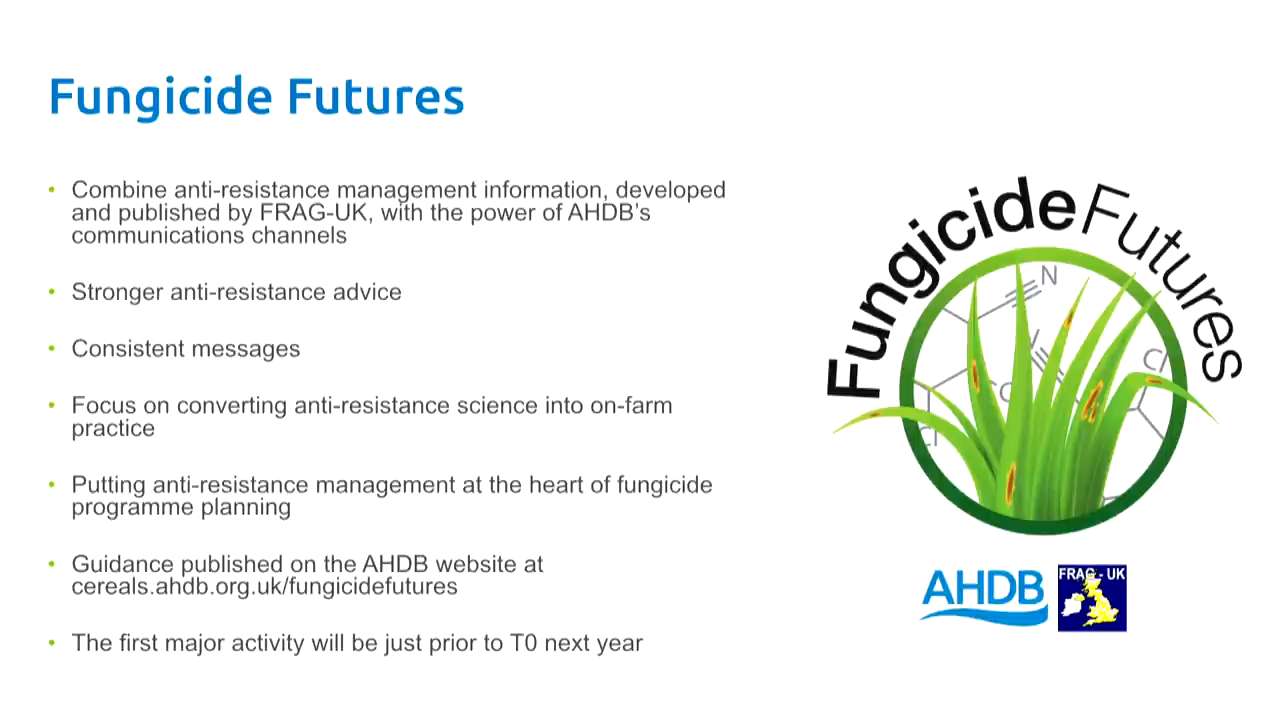 Fungicide Futures
• Combine anti-resistance management information, developed
and published by FRAG-UK, with the power of AHDB’s
communications channels
• Stronger anti-resistance advice
• Consistent messages
• Focus on converting anti-resistance science into on-farm
practice
• Putting anti-resistance management at the heart of fungicide
programme planning
• Guidance published on the AHDB website at
cereals.ahdb.org.uk/fungicidefutures
• The first major activity will be just prior to T0 next year
FungicideFutures
N
Cl
Cl
AHDB
FRAG - UK